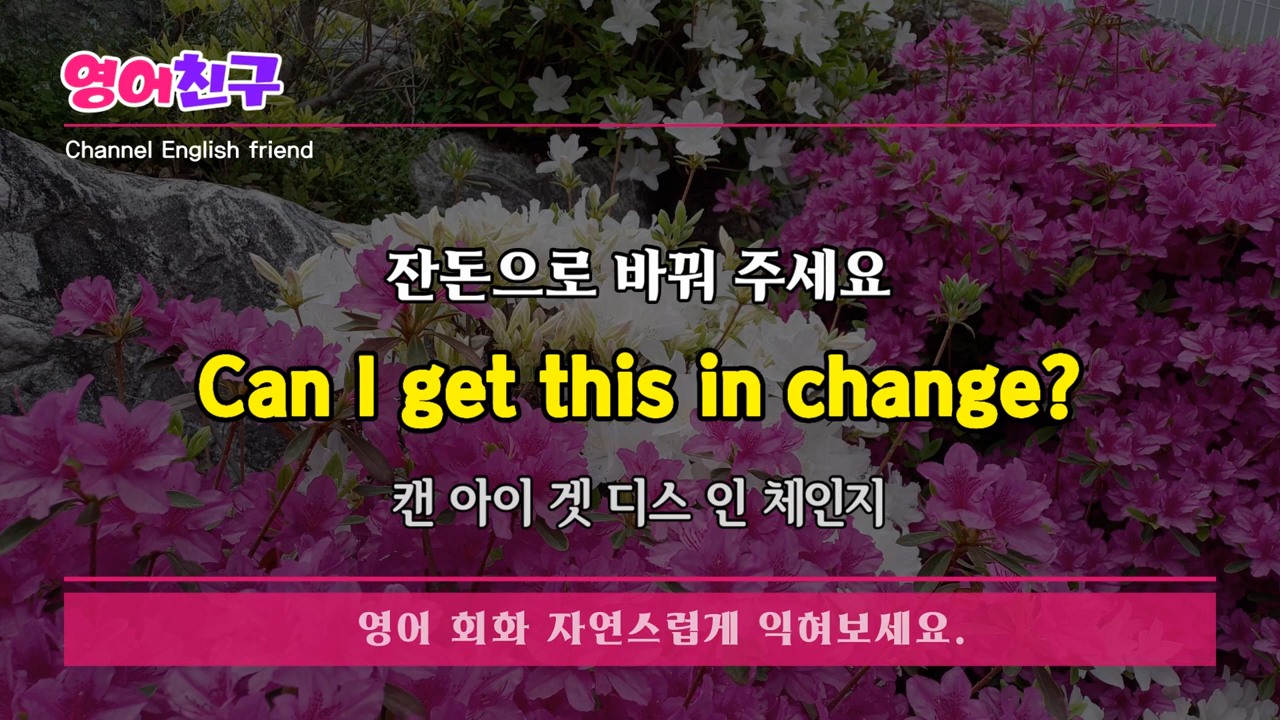 영어친구
Channel English friend
잔돈으로 바꿔 주세요
Can I get this in change?
캔 아이 겟 디스 인 체인지
영어 회화 자연스럽게 익혀보세요.